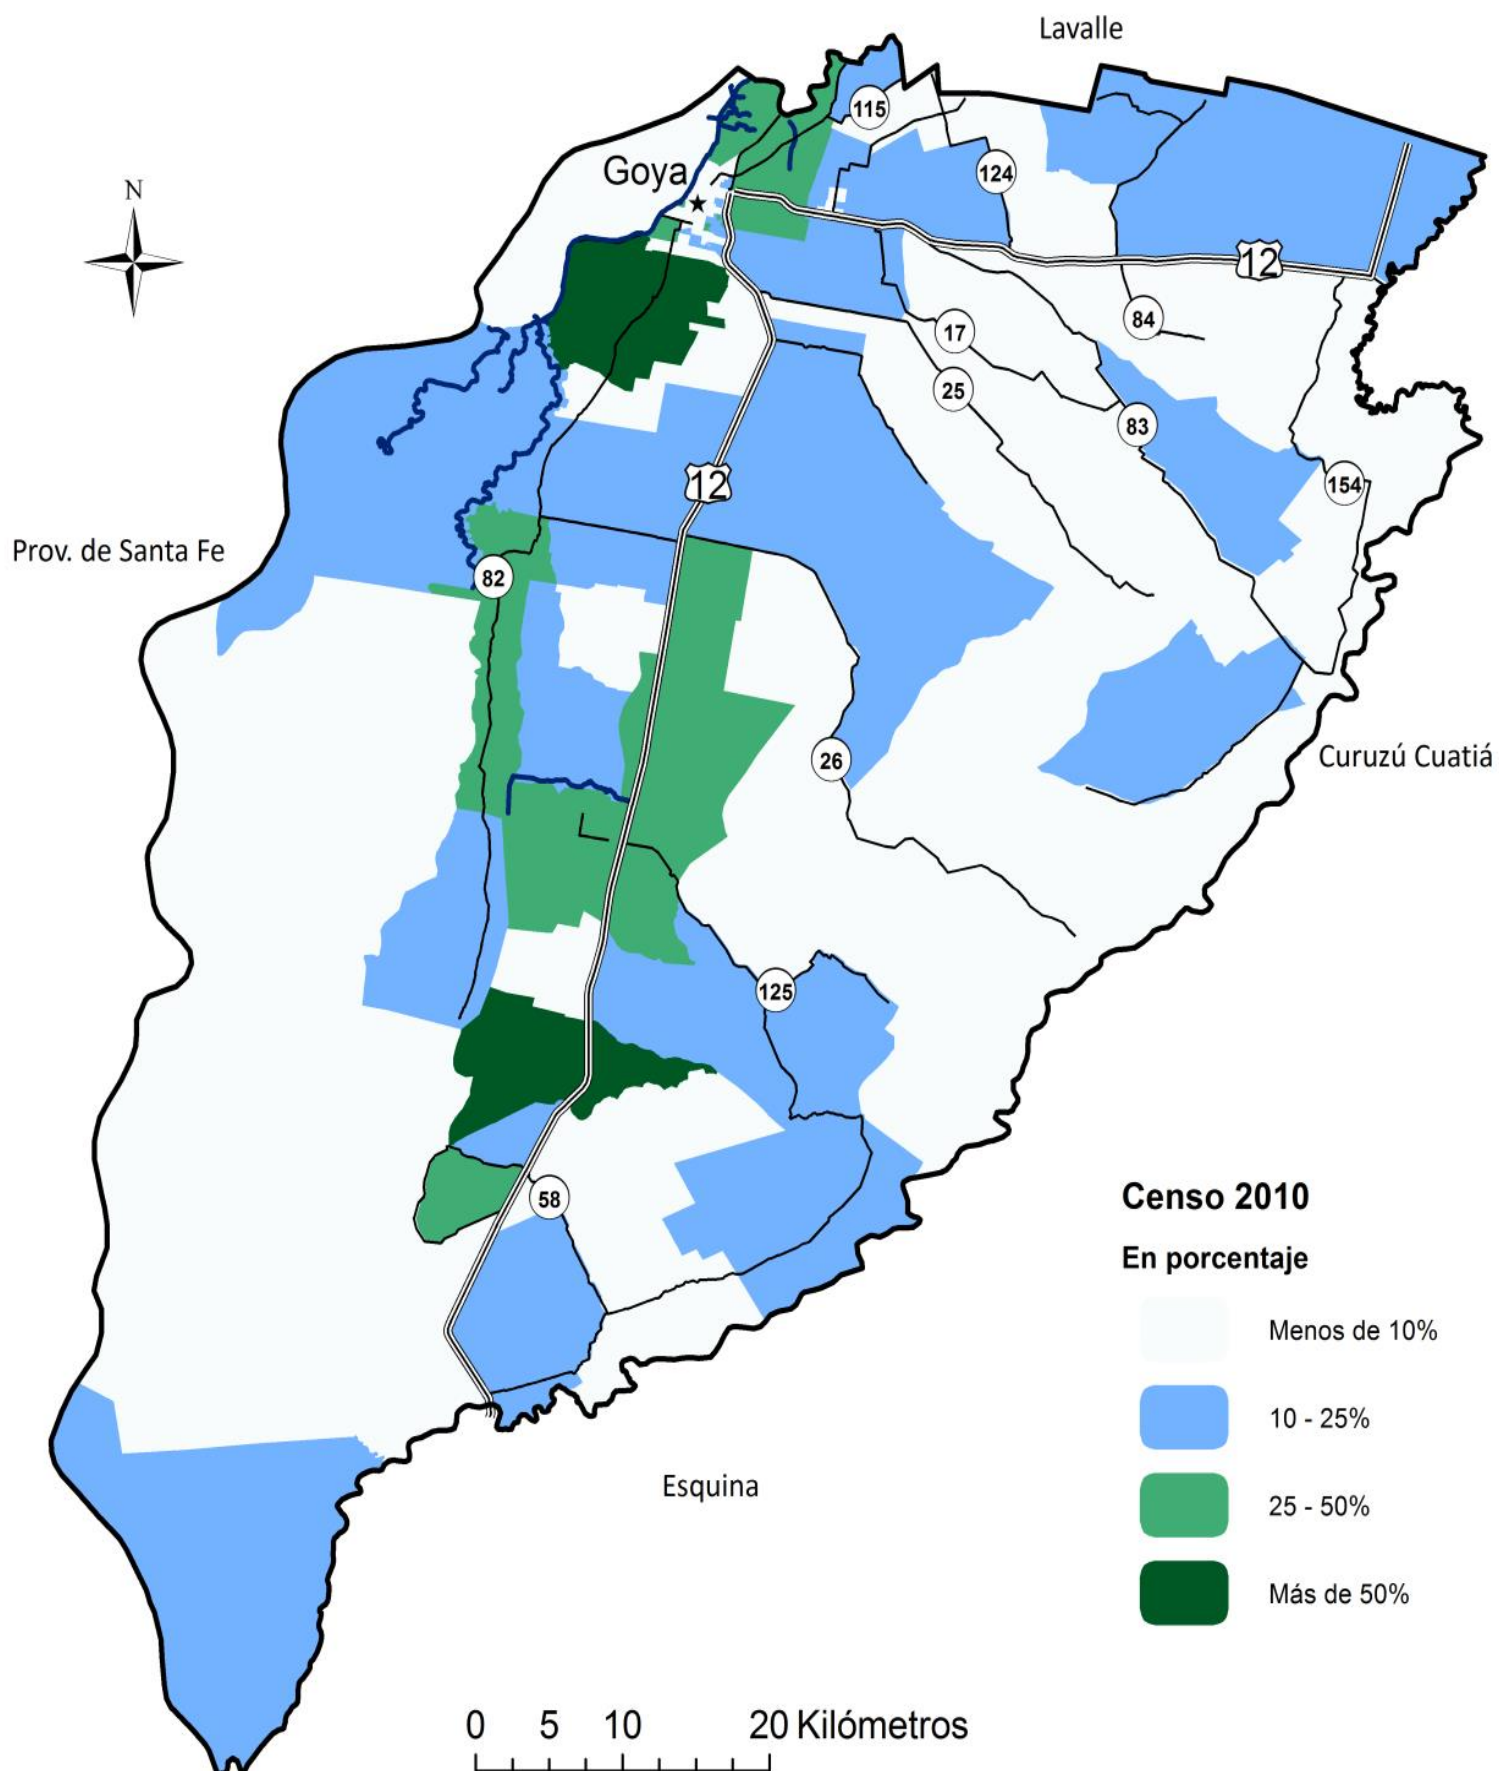 Lavalle
115
Goya
124
N
12
84
17
25
83
12
154
Prov. de Santa Fe
82
Curuzú Cuatiá
26
125
58
Censo 2010
En porcentaje
Menos de 10%
10 - 25%
25 - 50%
Más de 50%
Esquina
0 5 10 20 Kilómetros